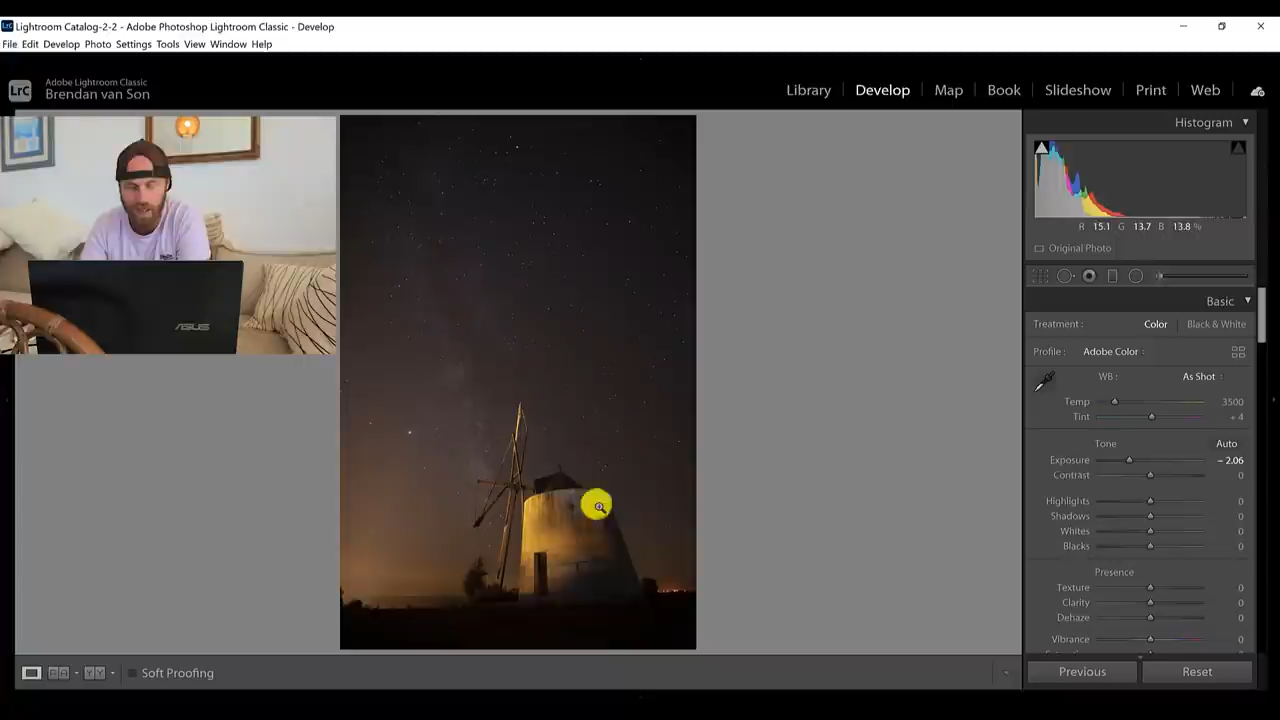 LrC Lightroom Catalog-2-2 - Adobe Photoshop Lightroom Classic - Develop
File Edit Develop Photo Settings Tools View Window Help
LrC
Adobe Lightroom Classic
Brendan van Son
Library | Develop | Map | Book | Slideshow | Print | Web
Histogram
R 15.1 G 13.7 B 13.8 %
Original Photo
Basic
Treatment : Color | Black & White
Profile : Adobe Color
WB : As Shot
Temp 3500
Tint + 4
Tone Auto
Exposure − 2.06
Contrast 0
Highlights 0
Shadows 0
Whites 0
Blacks 0
Presence
Texture 0
Clarity 0
Dehaze 0
Vibrance 0
Previous Reset
Soft Proofing
ASUS